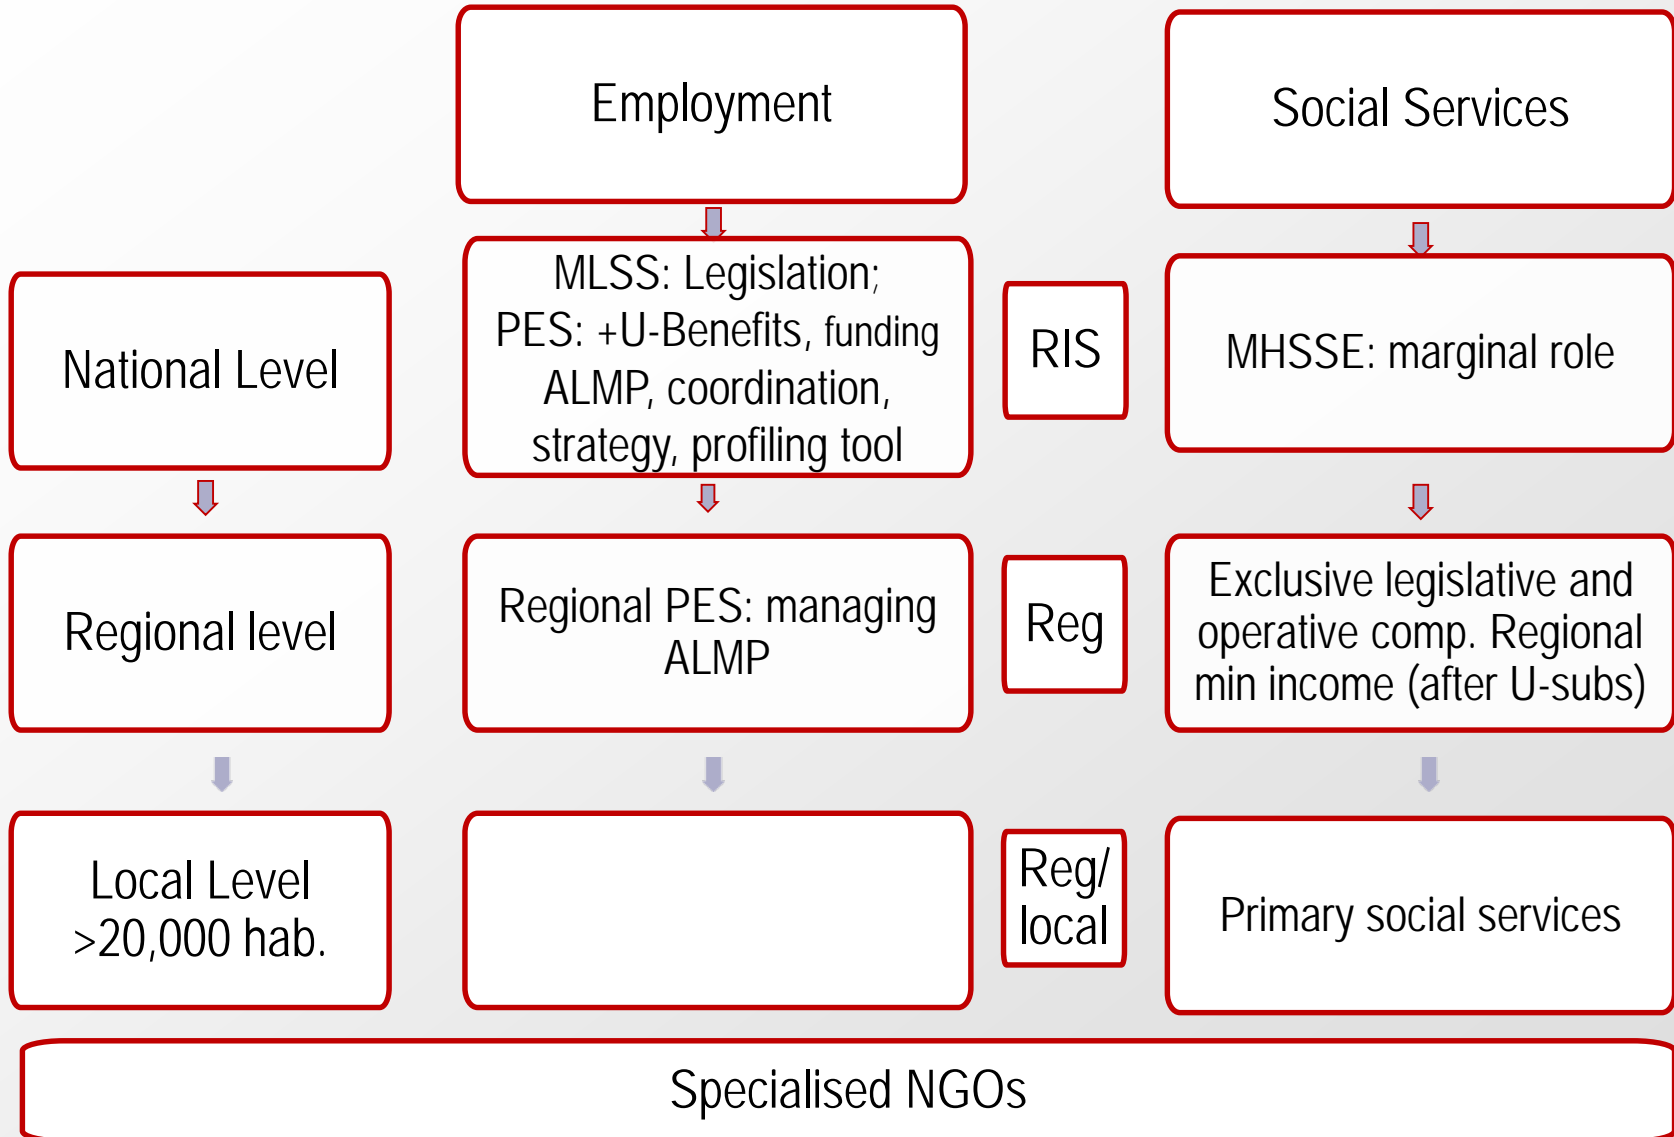 Employment
Social Services
National Level
MLSS: Legislation;
PES: +U-Benefits, funding
ALMP, coordination,
strategy, profiling tool
RIS
MHSSE: marginal role
Regional level
Regional PES: managing
ALMP
Reg
Exclusive legislative and
operative comp. Regional
min income (after U-subs)
Local Level
>20,000 hab.
Reg/
local
Primary social services
Specialised NGOs